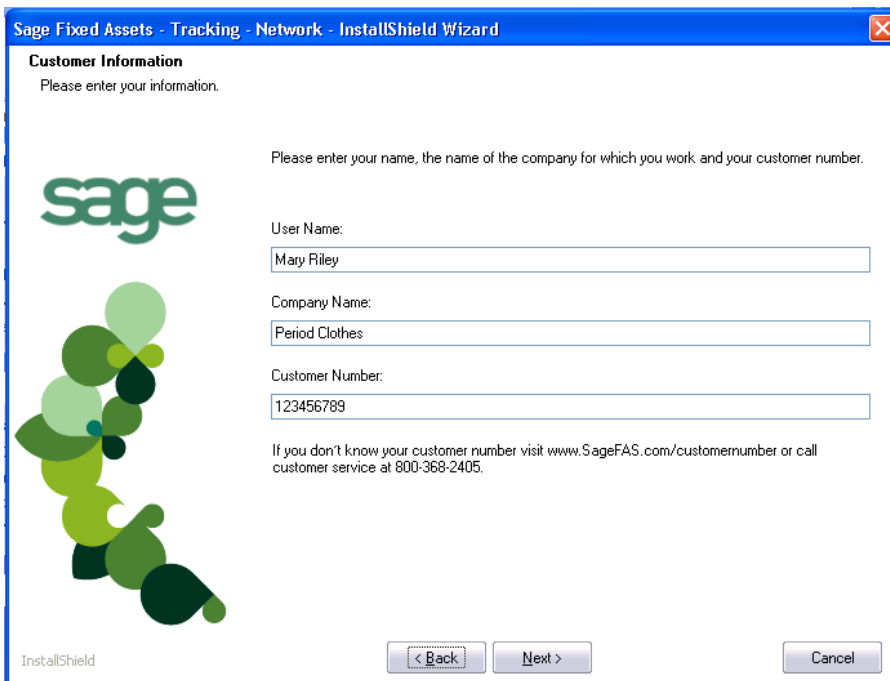 Sage Fixed Assets - Tracking - Network - InstallShield Wizard
Customer Information
Please enter your information.
Please enter your name, the name of the company for which you work and your customer number.
sage
User Name:
Mary Riley
Company Name:
Period Clothes
Customer Number:
123456789
If you don't know your customer number visit www.SageFAS.com/customernumber or call
customer service at 800-368-2405.
InstallShield
< Back
Next >
Cancel